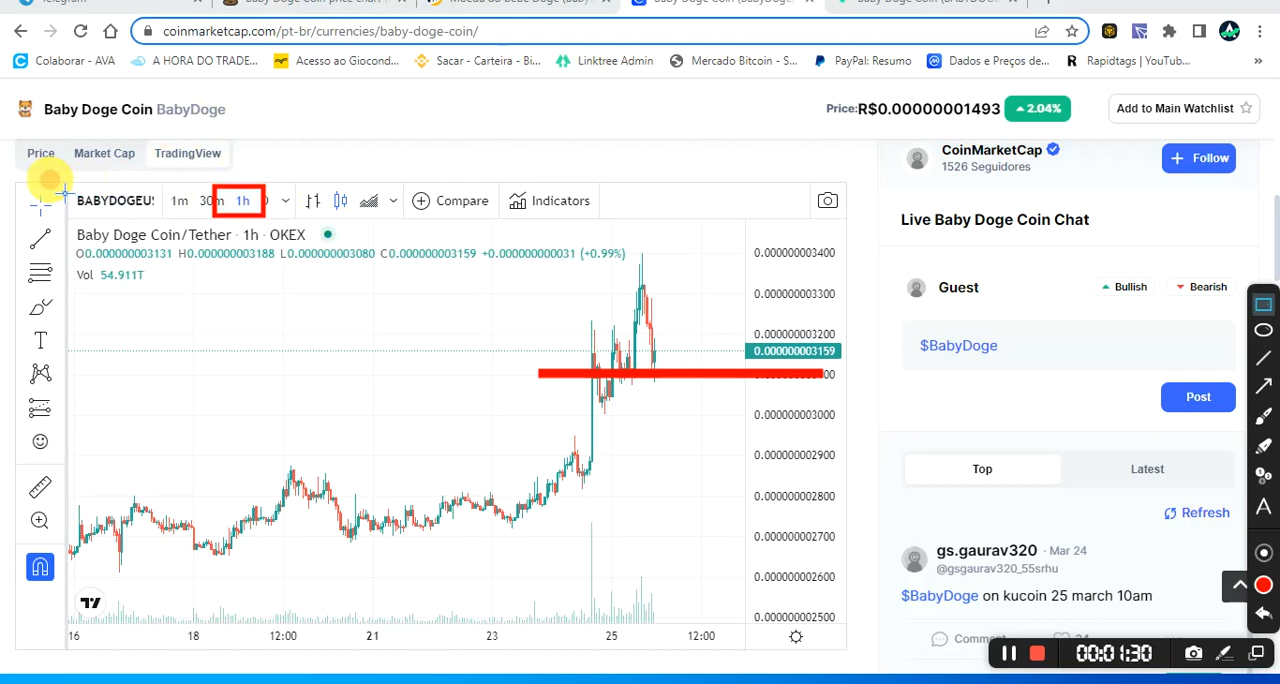 Telegram
Baby Doge Coin price chart
Moeda do Bebê Doge (baby
Baby Doge Coin (babyDOGE)
Baby Doge Coin (BABYDOGE
coinmarketcap.com/pt-br/currencies/baby-doge-coin/
Colaborar - AVA
A HORA DO TRADE...
Acesso ao Giocond...
Sacar - Carteira - Bi...
Linktree Admin
Mercado Bitcoin - S...
PayPal: Resumo
Dados e Preços de...
Rapidtags | YouTub...
»
Baby Doge Coin BabyDoge
Price:R$0.00000001493
2.04%
Add to Main Watchlist
Price
Market Cap
TradingView
CoinMarketCap
1526 Seguidores
+ Follow
BABYDOGEUS
1m
30m
1h
Compare
Indicators
Live Baby Doge Coin Chat
Baby Doge Coin/Tether · 1h · OKEX
O0.000000003131 H0.000000003188 L0.000000003080 C0.000000003159 +0.000000000031 (+0.99%)
Vol 54.911T
0.000000003400
0.000000003300
0.000000003200
0.000000003159
0.000000003000
0.000000002900
0.000000002800
0.000000002700
0.000000002600
0.000000002500
16
18
12:00
21
23
25
12:00
Guest
Bullish
Bearish
$BabyDoge
Post
Top
Latest
Refresh
gs.gaurav320 · Mar 24
@gsgaurav320_55srhu
$BabyDoge on kucoin 25 march 10am
T
A
00:01:30